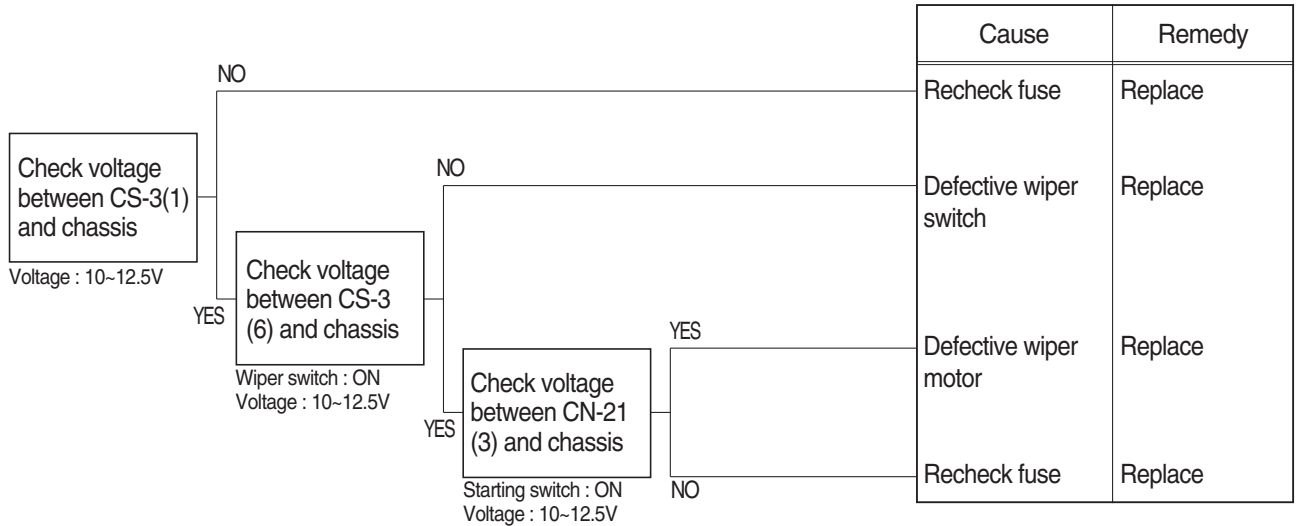 Cause
Remedy
NO
Recheck fuse
Replace
Check voltage
between CS-3(1)
and chassis
Voltage : 10~12.5V
NO
Defective wiper
switch
Replace
YES
Check voltage
between CS-3
(6) and chassis
Wiper switch : ON
Voltage : 10~12.5V
YES
Defective wiper
motor
Replace
YES
Check voltage
between CN-21
(3) and chassis
Starting switch : ON
Voltage : 10~12.5V
NO
Recheck fuse
Replace